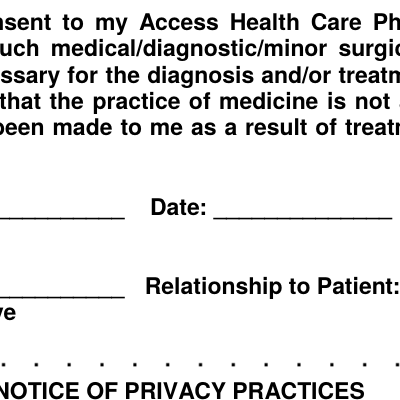 nsent to my Access Health Care Ph
uch medical/diagnostic/minor surgic
ssary for the diagnosis and/or treatm
that the practice of medicine is not
been made to me as a result of treatm
__________ Date: ______________
__________ Relationship to Patient:
ve
. . . . . . . . . . . . .
NOTICE OF PRIVACY PRACTICES